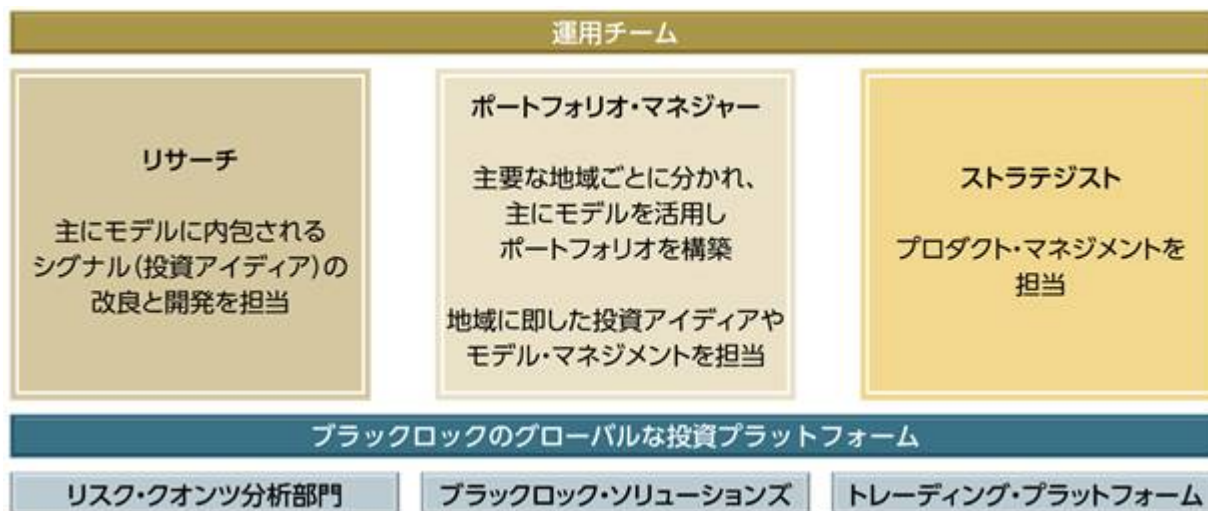 運用チーム
リサーチ
主にモデルに内包される
シグナル(投資アイディア)の
改良と開発を担当
ポートフォリオ・マネジャー
主要な地域ごとに分かれ、
主にモデルを活用し
ポートフォリオを構築
地域に即した投資アイディアや
モデル・マネジメントを担当
ストラテジスト
プロダクト・マネジメントを
担当
ブラックロックのグローバルな投資プラットフォーム
リスク・クオンツ分析部門
ブラックロック・ソリューションズ
トレーディング・プラットフォーム